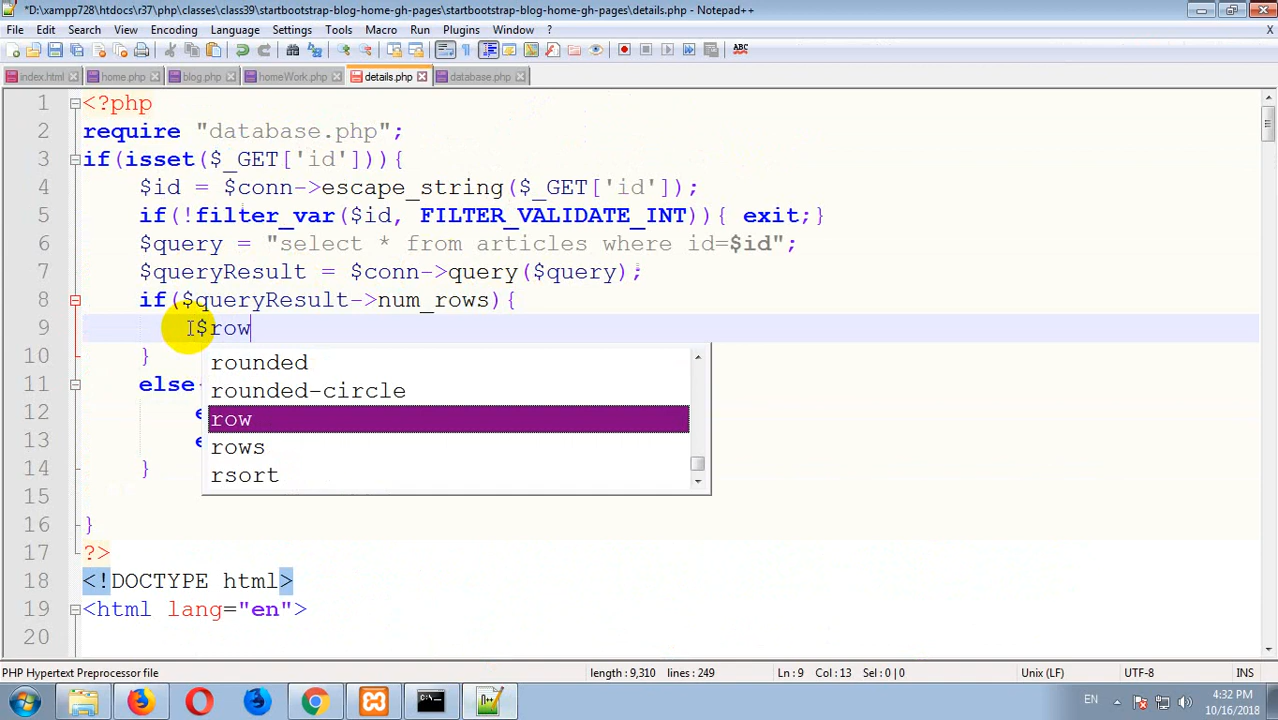 *D:\xampp728\htdocs\r37\php\classes\class39\startbootstrap-blog-home-gh-pages\startbootstrap-blog-home-gh-pages\details.php - Notepad++
File Edit Search View Encoding Language Settings Tools Macro Run Plugins Window ? X
index.html home.php blog.php homeWork.php details.php database.php
1 <?php
2 require "database.php";
3 if(isset($_GET['id'])){
4 $id = $conn->escape_string($_GET['id']);
5 if(!filter_var($id, FILTER_VALIDATE_INT)){ exit;}
6 $query = "select * from articles where id=$id";
7 $queryResult = $conn->query($query);
8 if($queryResult->num_rows){
9 $row
10 }
rounded
11 else
rounded-circle
12 e
row
13 e
rows
14 }
rsort
15
16 }
17 ?>
18 <!DOCTYPE html>
19 <html lang="en">
20
PHP Hypertext Preprocessor file length : 9,310 lines : 249 Ln : 9 Col : 13 Sel : 0 | 0 Unix (LF) UTF-8 INS
EN 4:32 PM
10/16/2018